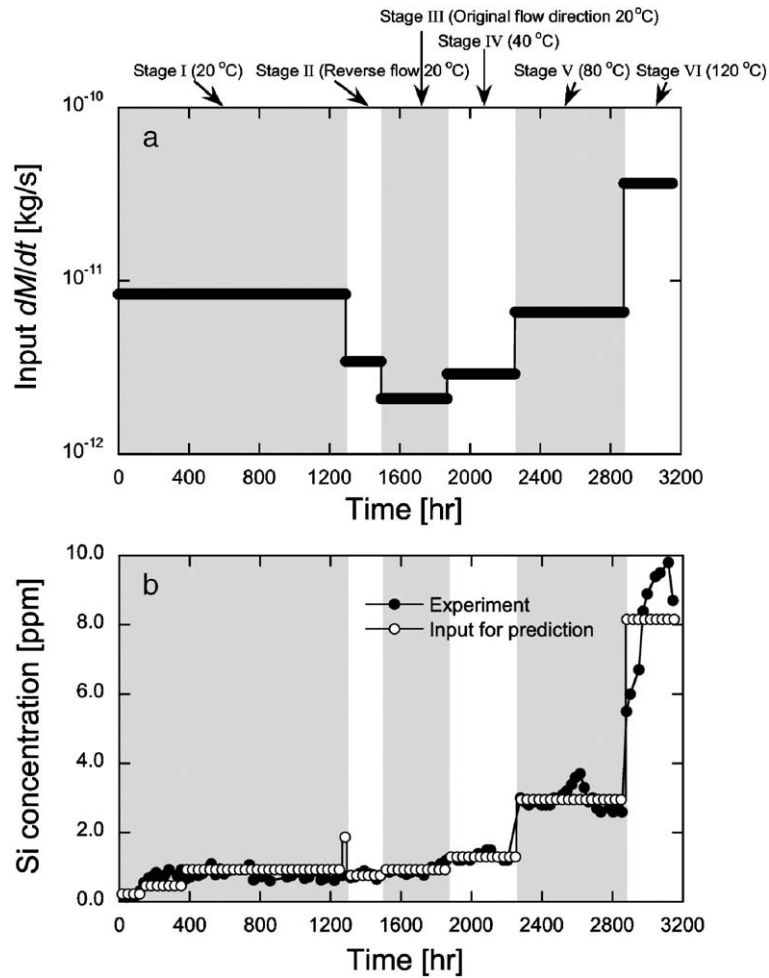 Stage III (Original flow direction 20 °C)
Stage IV (40 °C)
Stage I (20 °C) Stage II (Reverse flow 20 °C) Stage V (80 °C) Stage VI (120 °C)
10-10
a
Input dM/dt [kg/s]
10-11
10-12
0 400 800 1200 1600 2000 2400 2800 3200
Time [hr]
10.0
b
Experiment
Input for prediction
8.0
Si concentration [ppm]
6.0
4.0
2.0
0.0
0 400 800 1200 1600 2000 2400 2800 3200
Time [hr]